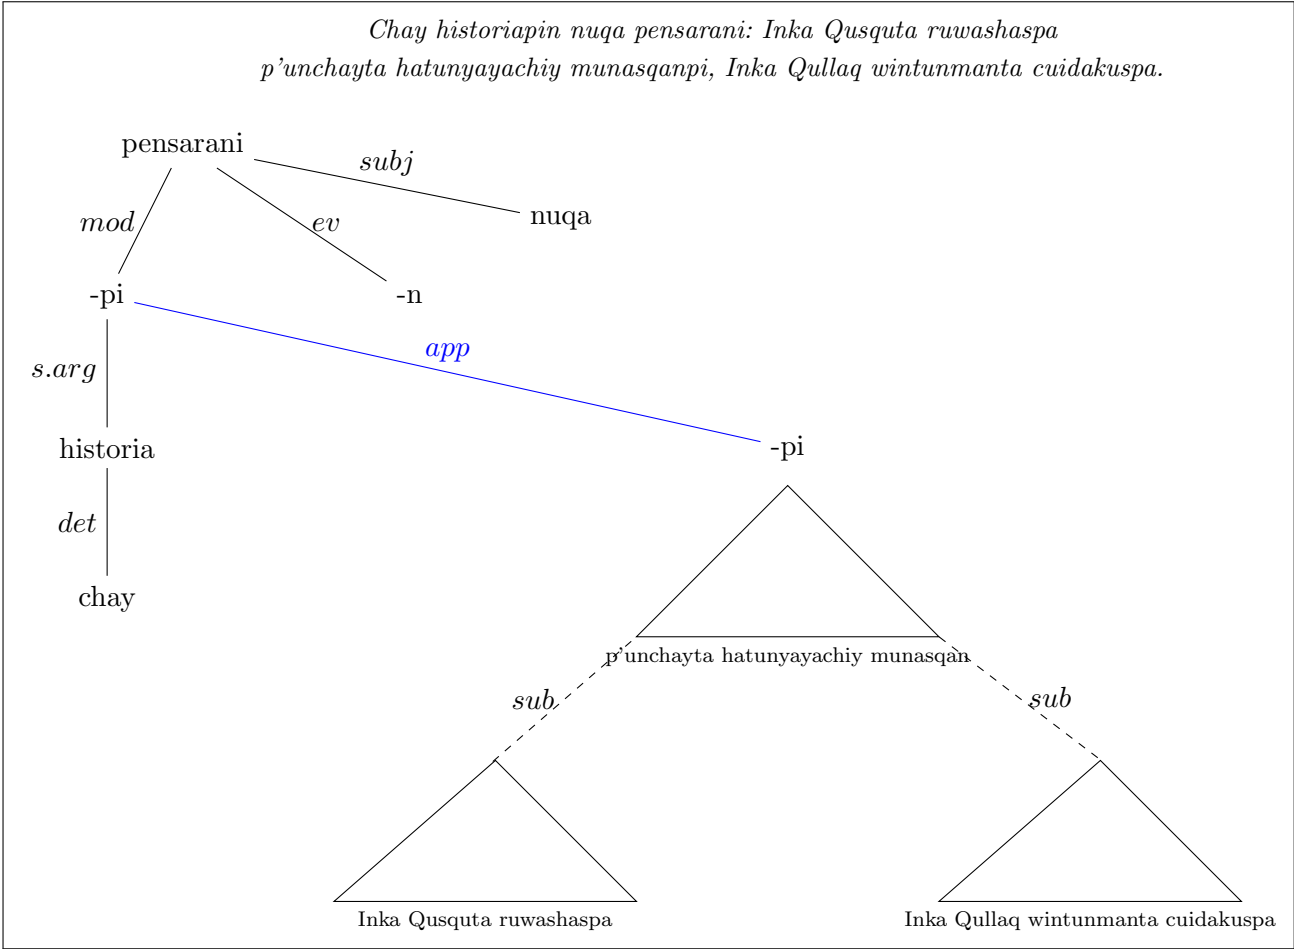 Chay historiapin nuqa pensarani: Inka Qusquta ruwashaspa
p'unchayta hatunyayachiy munasqanpi, Inka Qullaq wintunmanta cuidakuspa.
pensarani
subj
nuqa
mod
ev
-pi
-n
app
s.arg
historia
-pi
det
chay
p'unchayta hatunyayachiy munasqan
sub
sub
Inka Qusquta ruwashaspa
Inka Qullaq wintunmanta cuidakuspa